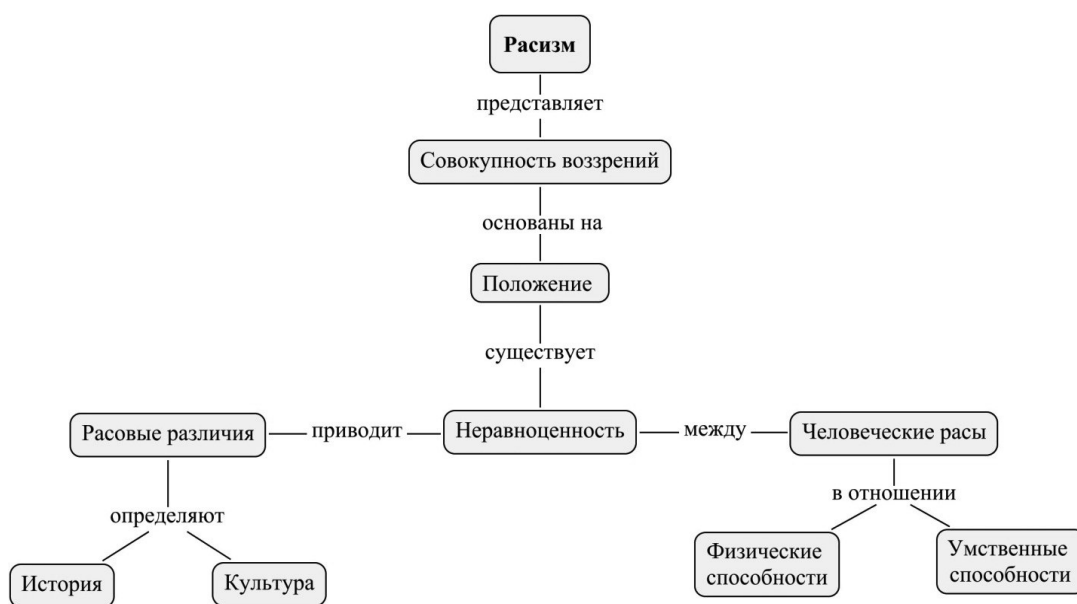 Расизм
представляет
Совокупность воззрений
основаны на
Положение
существует
Расовые различия
приводит
Неравноценность
между
Человеческие расы
определяют
в отношении
История
Культура
Физические
способности
Умственные
способности